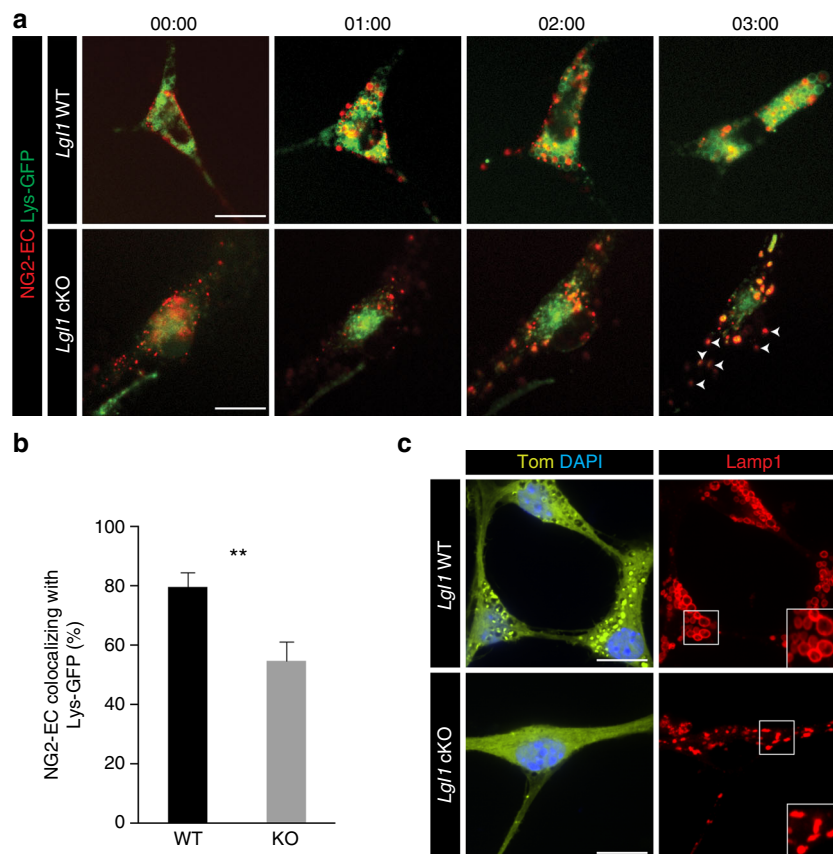 a
00:00 01:00 02:00 03:00
NG2-EC Lys-GFP
Lgl1 WT
Lgl1 cKO
b
NG2-EC colocalizing with
Lys-GFP (%)
100
80
60
40
20
0
**
WT KO
c
Tom DAPI Lamp1
Lgl1 WT
Lgl1 cKO